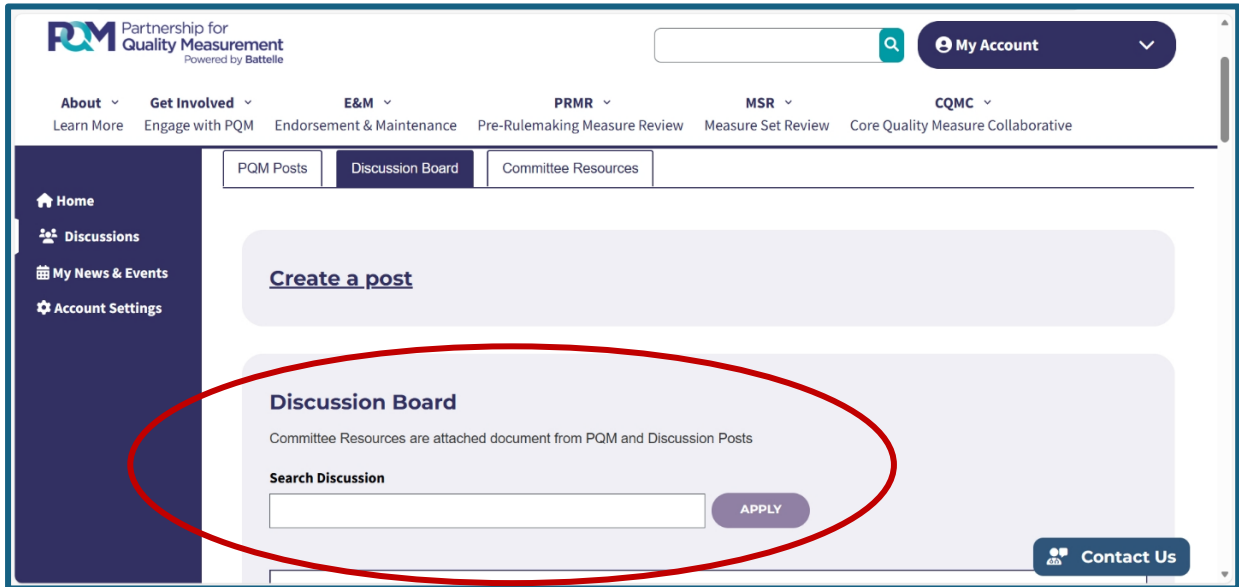 PQM Partnership for
Quality Measurement
Powered by Battelle
My Account
About
Get Involved
E&M
PRMR
MSR
CQMC
Learn More
Engage with PQM
Endorsement & Maintenance
Pre-Rulemaking Measure Review
Measure Set Review
Core Quality Measure Collaborative
PQM Posts
Discussion Board
Committee Resources
Home
Discussions
My News & Events
Account Settings
Create a post
Discussion Board
Committee Resources are attached document from PQM and Discussion Posts
Search Discussion
APPLY
Contact Us